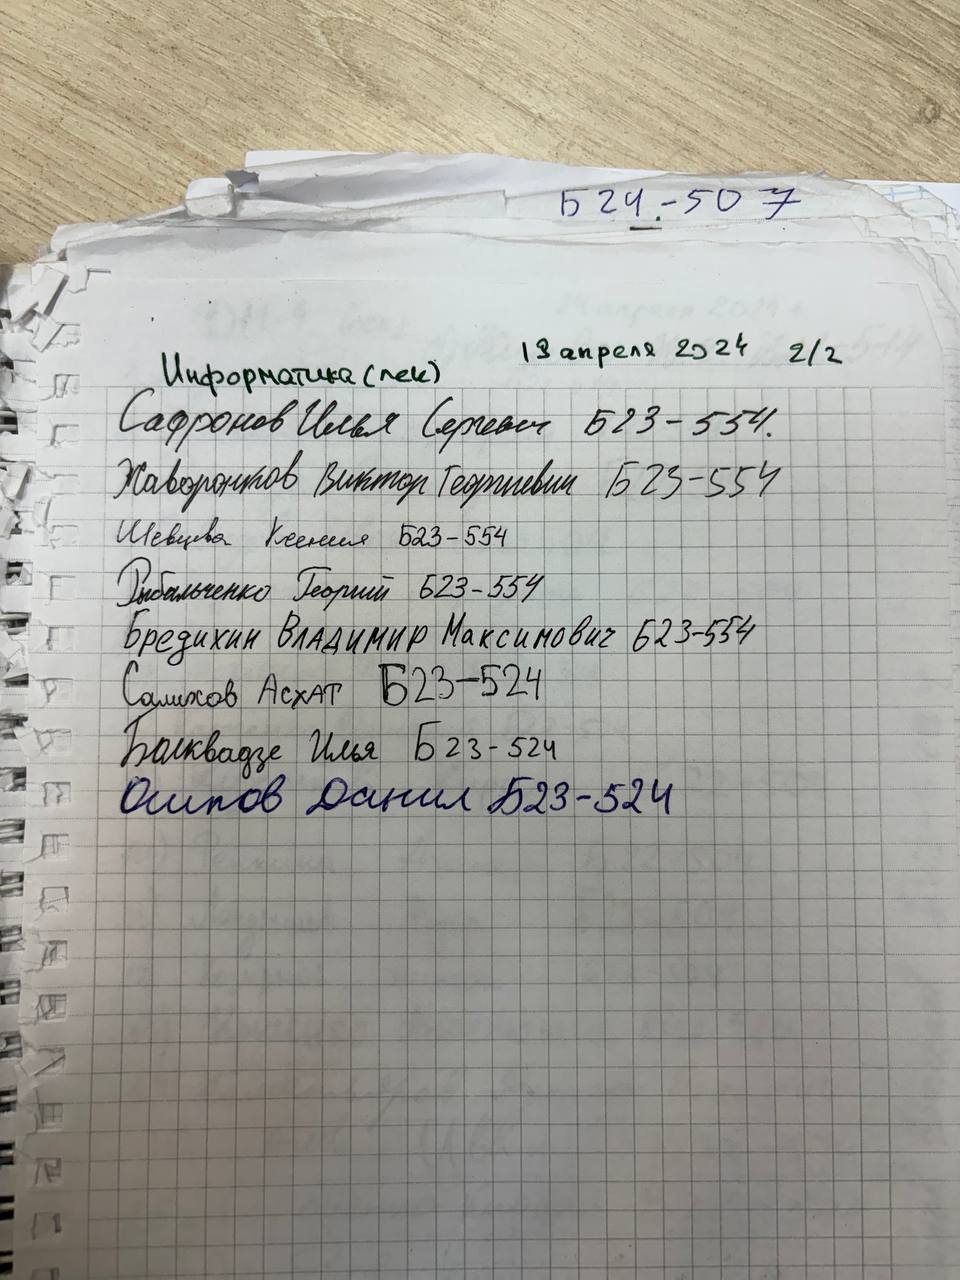 Б24-507
Информатика (лек) 19 апреля 2024 2/2
Сафронов Илья Сергеевич Б23-554.
Жаворонков Виктор Георгиевич Б23-554
Шевцова Ксения Б23-554
Рыбальченко Георгий Б23-554
Бредихин ВЛАДИМИР Максимович Б23-554
Салихов АСХАТ Б23-524
Болквадзе Илья Б23-524
Осипов Данил Б23-524